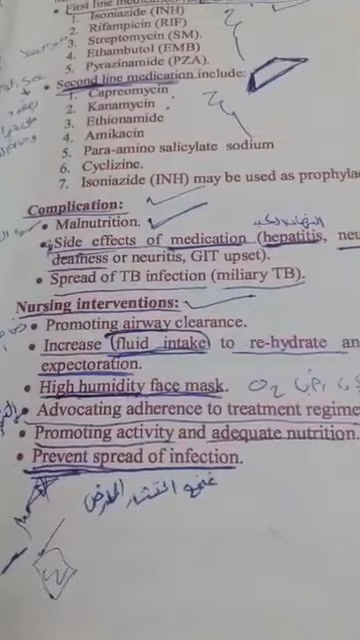 First line medication
1. Isoniazide (INH)
2. Rifampicin (RIF)
3. Streptomycin (SM).
4. Ethambutol (EMB)
5. Pyrazinamide (PZA).
• Second line medication include:
1. Capreomycin
2. Kanamycin
3. Ethionamide
4. Amikacin
5. Para-amino salicylate sodium
6. Cyclizine.
7. Isoniazide (INH) may be used as prophyla
Complication:
• Malnutrition.
التهاب الكبد
• Side effects of medication (hepatitis, neu
deafness or neuritis, GIT upset).
• Spread of TB infection (miliary TB).
Nursing interventions:
• Promoting airway clearance.
• Increase (fluid intake) to re-hydrate an
expectoration.
• High humidity face mask. O2
• Advocating adherence to treatment regime
• Promoting activity and adequate nutrition.
• Prevent spread of infection.
انتشار المرض